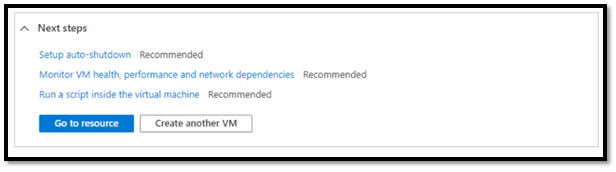 Next steps
Setup auto-shutdown Recommended
Monitor VM health, performance and network dependencies Recommended
Run a script inside the virtual machine Recommended
Go to resource Create another VM